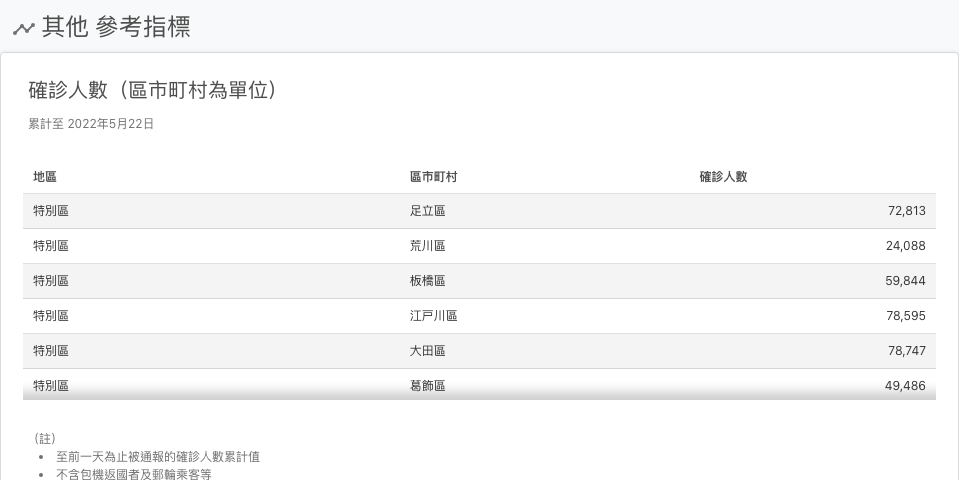 其他 參考指標
確診人數（區市町村為單位）
累計至 2022年5月22日
地區 區市町村 確診人數
特別區 足立區 72,813
特別區 荒川區 24,088
特別區 板橋區 59,844
特別區 江戸川區 78,595
特別區 大田區 78,747
特別區 葛飾區 49,486
（註）
• 至前一天為止被通報的確診人數累計值
• 不含包機返國者及郵輪乘客等